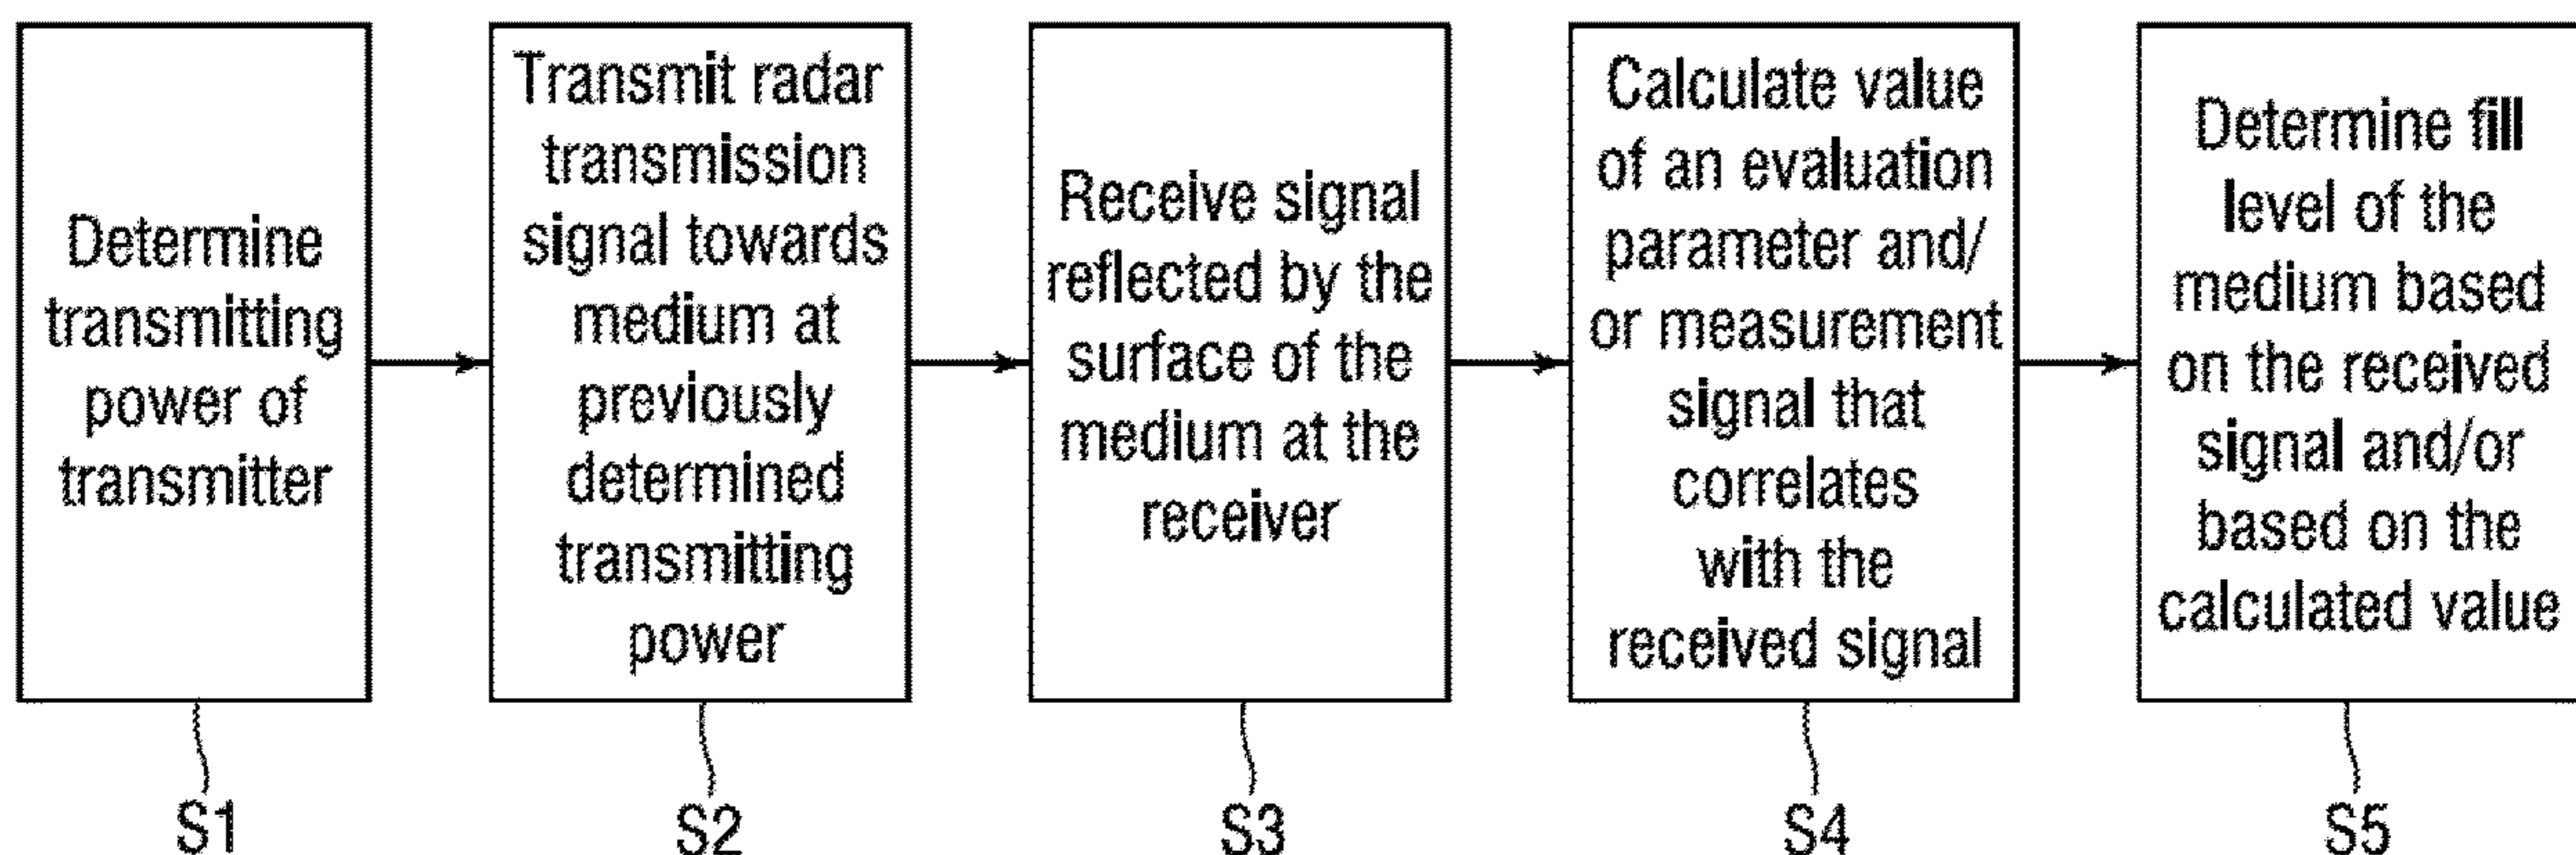 Determine
transmitting
power of
transmitter
S1
Transmit radar
transmission
signal towards
medium at
previously
determined
transmitting
power
S2
Receive signal
reflected by the
surface of the
medium at the
receiver
S3
Calculate value
of an evaluation
parameter and/
or measurement
signal that
correlates
with the
received signal
S4
Determine fill
level of the
medium based
on the received
signal and/or
based on the
calculated value
S5